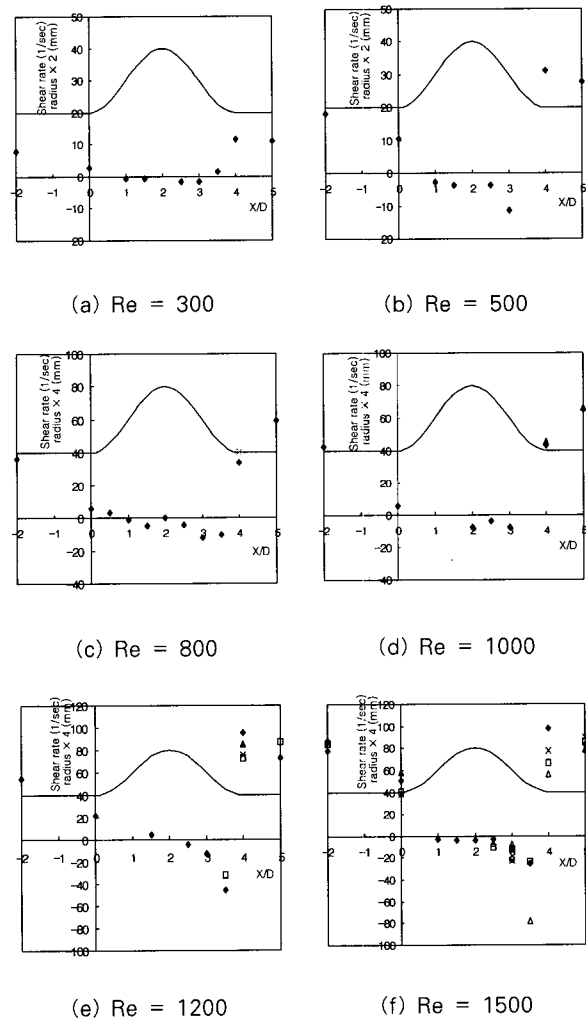 Shear rate (1/sec)
radius × 2 (mm)
50
40
30
20
10
0
−10
20
-2 -1 0 1 2 3 4 5
X/D
(a) Re = 300
Shear rate (1/sec)
radius × 2 (mm)
50
40
30
20
10
0
−10
20
-2 -1 0 1 2 3 4 5
X/D
(b) Re = 500
Shear rate (1/sec)
radius × 4 (mm)
100
80
60
40
20
0
−20
40
-2 -1 0 1 2 3 4 5
X/D
(c) Re = 800
Shear rate (1/sec)
radius × 4 (mm)
100
80
60
40
20
0
−20
40
-2 -1 0 1 2 3 4 5
X/D
(d) Re = 1000
Shear rate (1/sec)
radius × 4 (mm)
120
100
80
60
40
20
0
−20
−40
−60
−80
100
-2 -1 0 1 2 3 4 5
X/D
(e) Re = 1200
Shear rate (1/sec)
radius × 4 (mm)
120
100
80
60
40
20
0
−20
−40
−60
−80
100
-2 -1 0 1 2 3 4 5
X/D
(f) Re = 1500